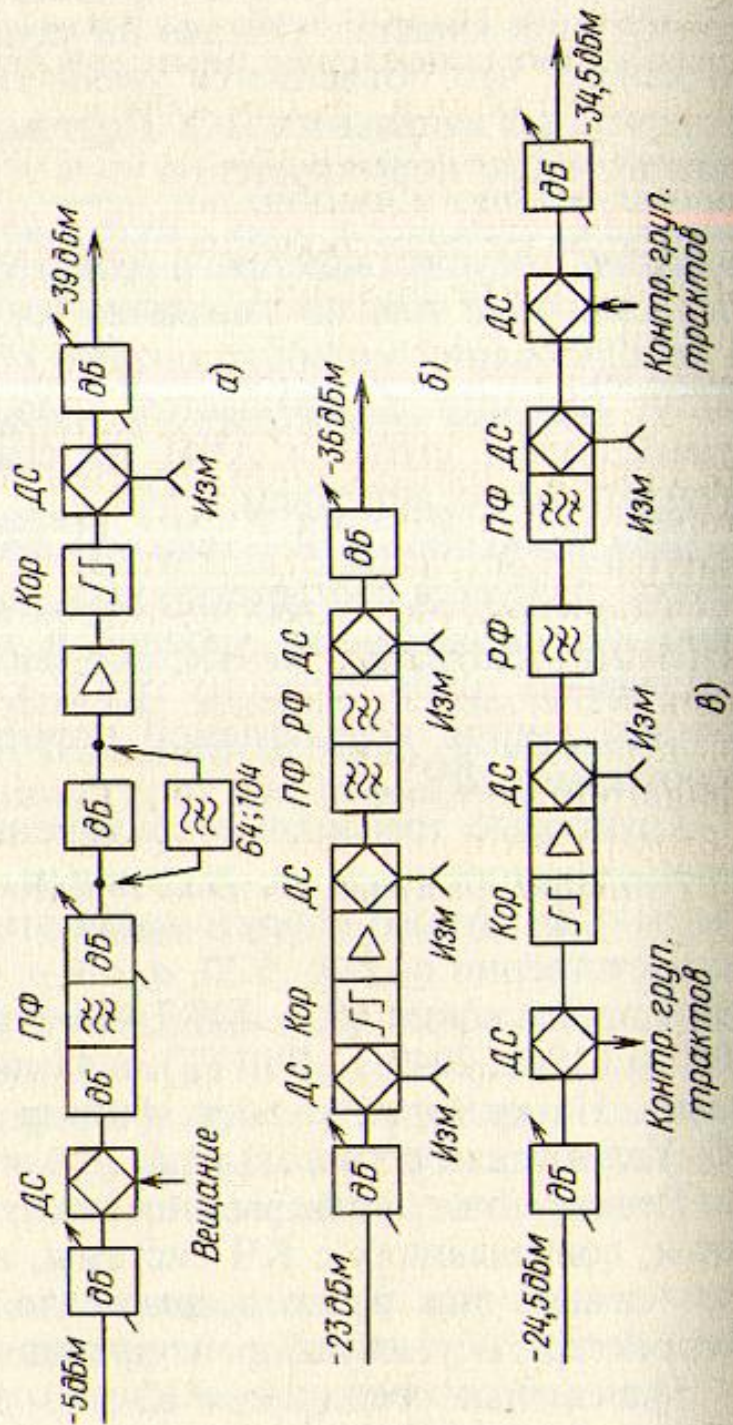 -5дБм
дБ
ДС
Вещание
дБ
ПФ
дБ
дБ
64;104
Кор
ДС
Изм
дБ
-39дБм
а)
-23дБм
дБ
ДС
Изм
Кор
ДС
Изм
ПФ
РФ
ДС
Изм
дБ
-36дБм
б)
-24,5дБм
дБ
ДС
Контр. груп.
трактов
Кор
ДС
Изм
РФ
ПФ
ДС
Изм
ДС
Контр. груп.
трактов
дБ
-34,5дБм
в)